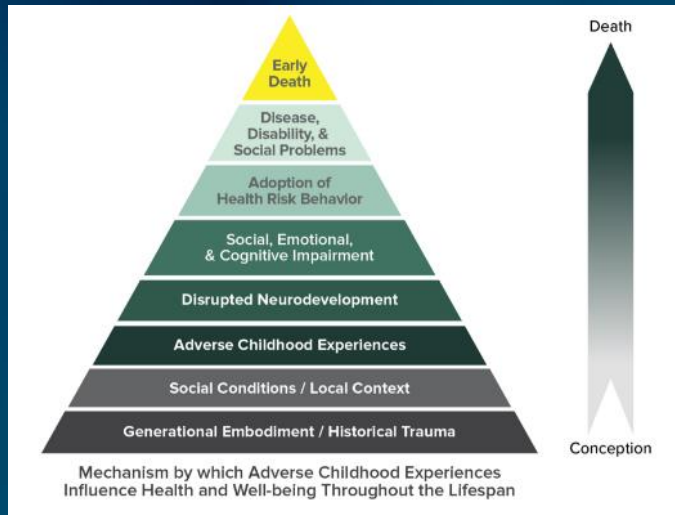 Early
Death
Disease,
Disability, &
Social Problems
Adoption of
Health Risk Behavior
Social, Emotional,
& Cognitive Impairment
Disrupted Neurodevelopment
Adverse Childhood Experiences
Social Conditions / Local Context
Generational Embodiment / Historical Trauma
Mechanism by which Adverse Childhood Experiences
Influence Health and Well-being Throughout the Lifespan
Death
Conception